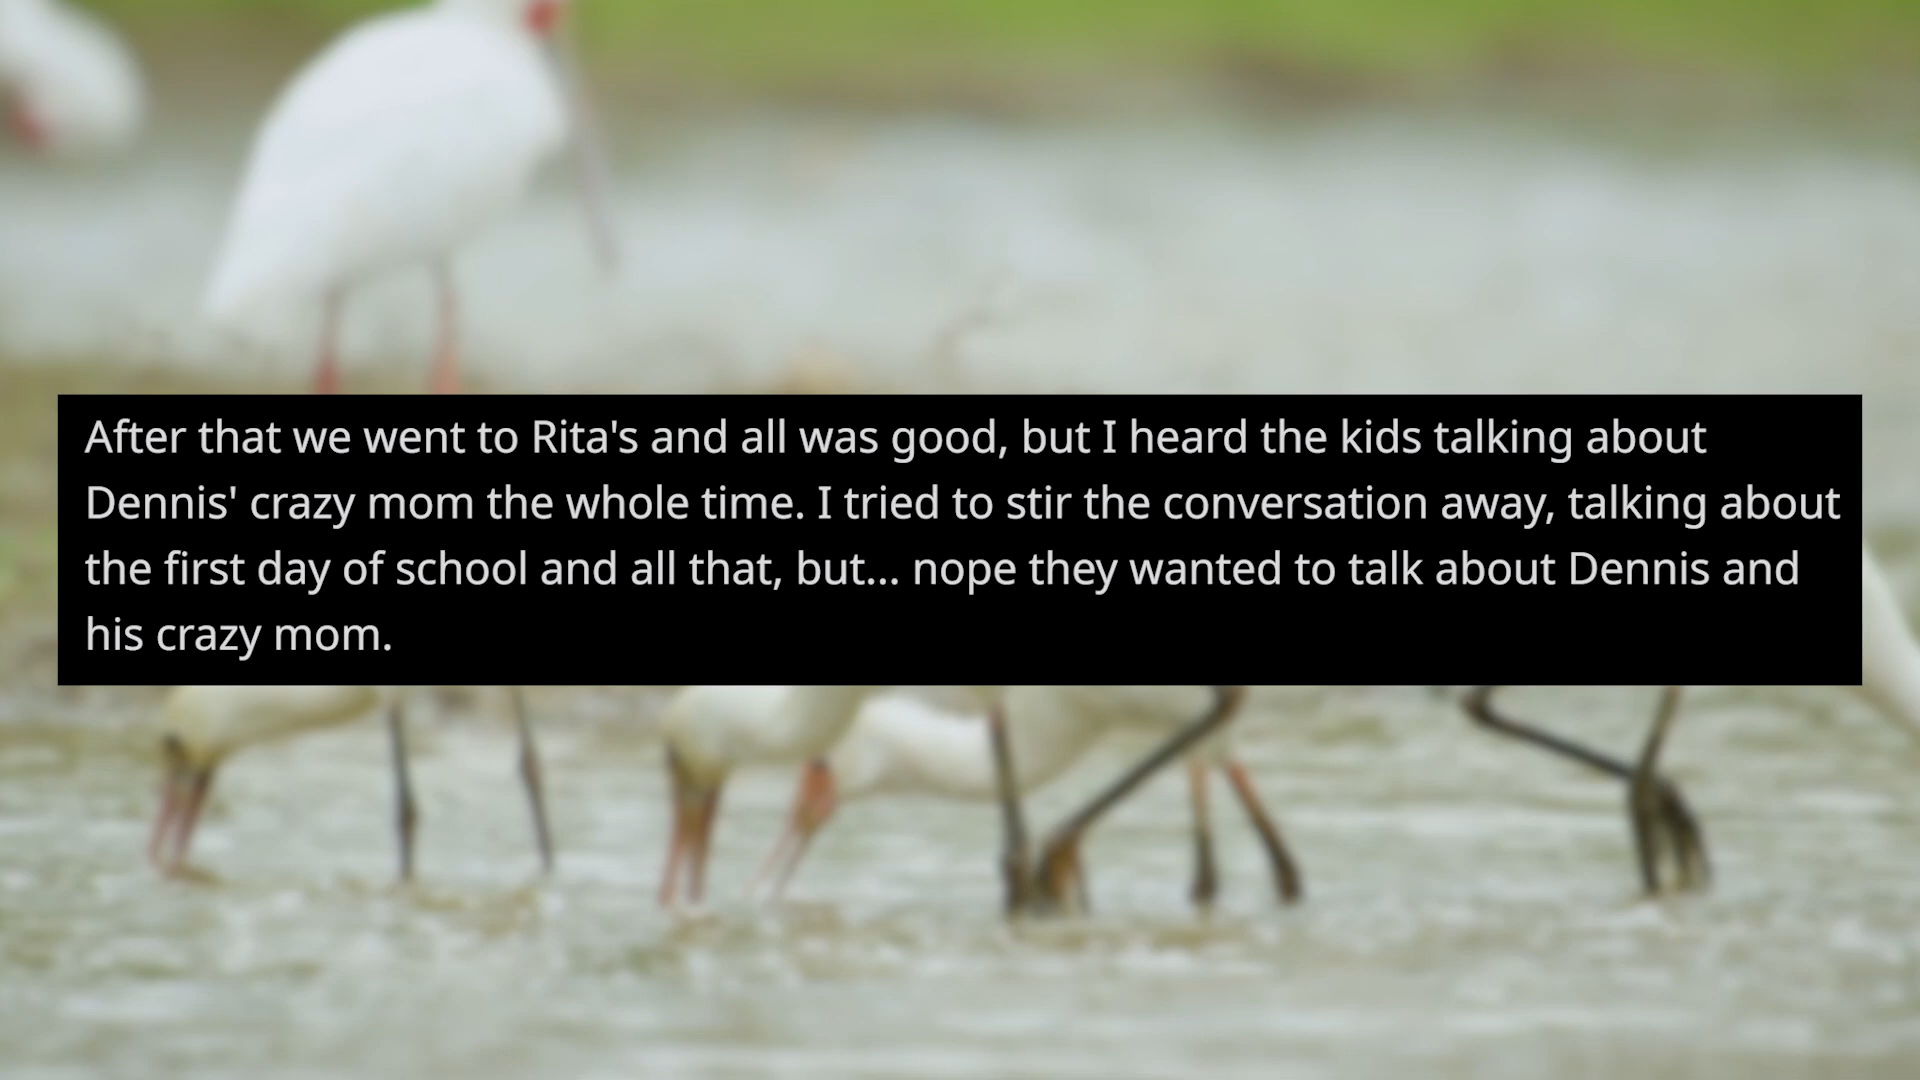 After that we went to Rita's and all was good, but I heard the kids talking about
Dennis' crazy mom the whole time. I tried to stir the conversation away, talking about
the first day of school and all that, but... nope they wanted to talk about Dennis and
his crazy mom.